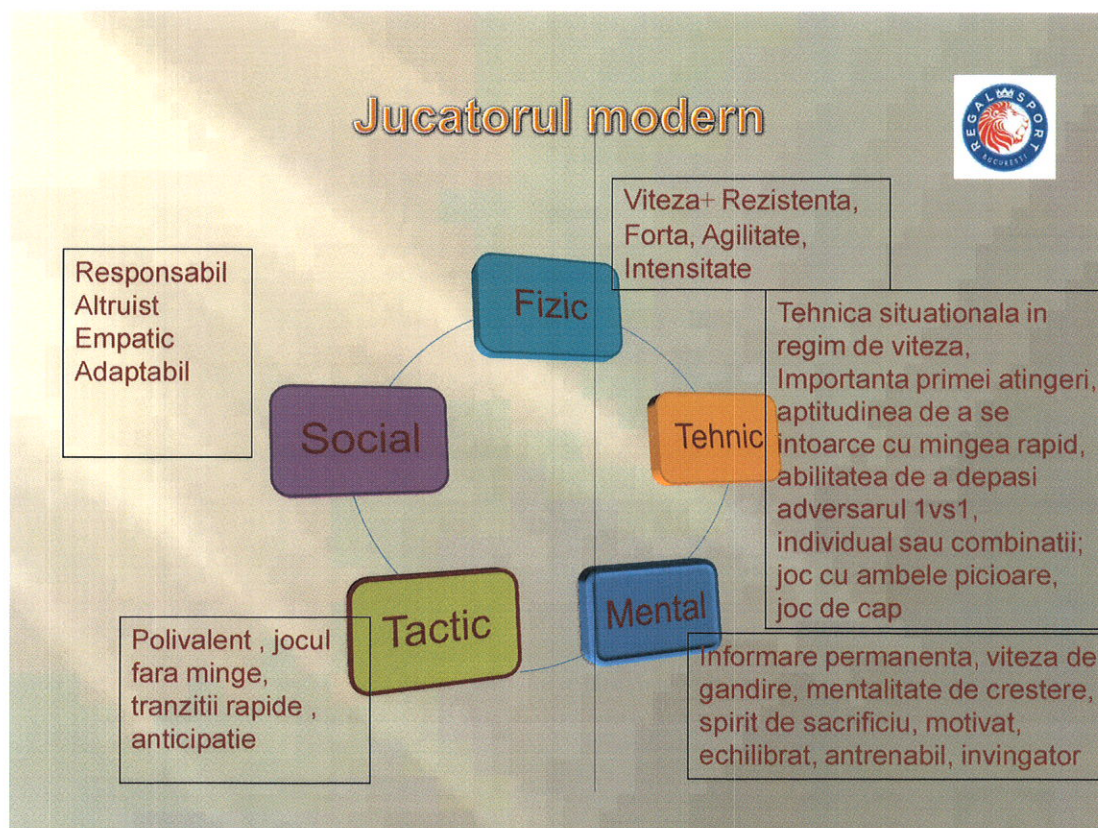 Jucatorul modern
REGAL SPORT
BUCURESTI
Viteza+ Rezistenta,
Forta, Agilitate,
Intensitate
Responsabil
Altruist
Empatic
Adaptabil
Fizic
Tehnica situationala in
regim de viteza,
Importanta primei atingeri,
aptitudinea de a se
intoarce cu mingea rapid,
abilitatea de a depasi
adversarul 1vs1,
individual sau combinatii;
joc cu ambele picioare,
joc de cap
Social
Tehnic
Tactic
Mental
Polivalent , jocul
fara minge,
tranzitii rapide ,
anticipatie
Informare permanenta, viteza de
gandire, mentalitate de crestere,
spirit de sacrificiu, motivat,
echilibrat, antrenabil, invingator